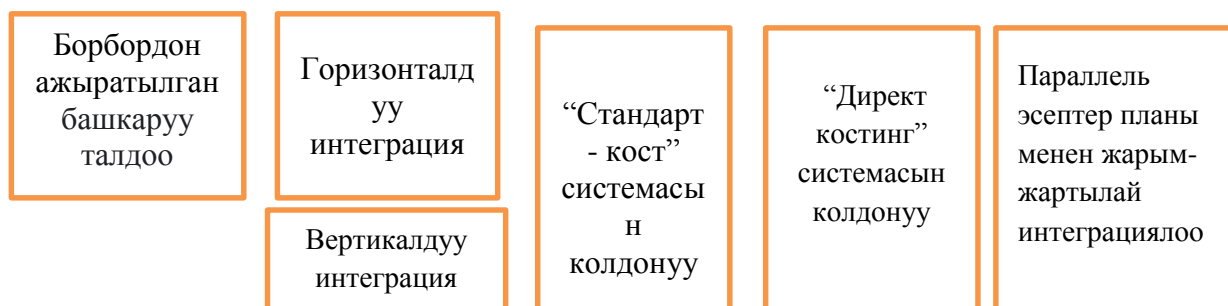 Борбордон
ажыратылган
башкаруу
талдоо
Горизонталд
уу
интеграция
Вертикалдуу
интеграция
“Стандарт
- кост”
системасы
н
колдонуу
“Директ
костинг”
системасын
колдонуу
Параллель
эсептер планы
менен жарым-
жартылай
интеграциялоо